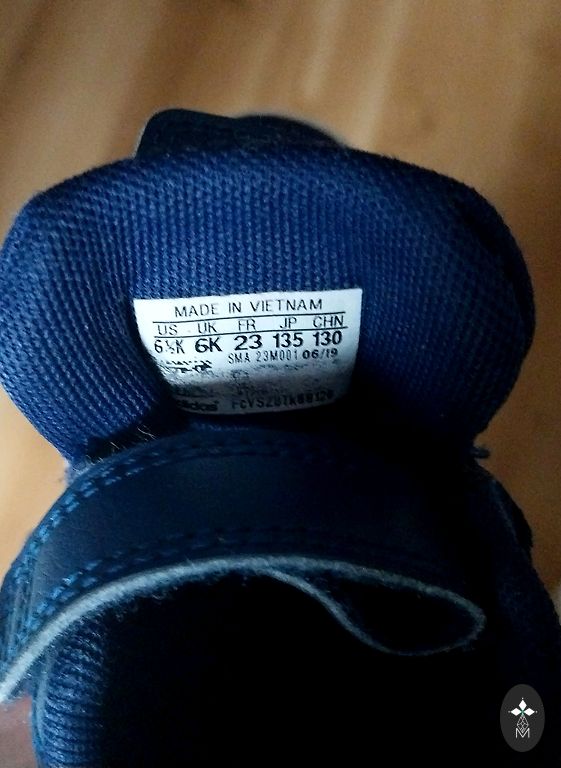 MADE IN VIETNAM
US UK FR JP CHN
6½K 6K 23 135 130
SMA 23M001 06/19